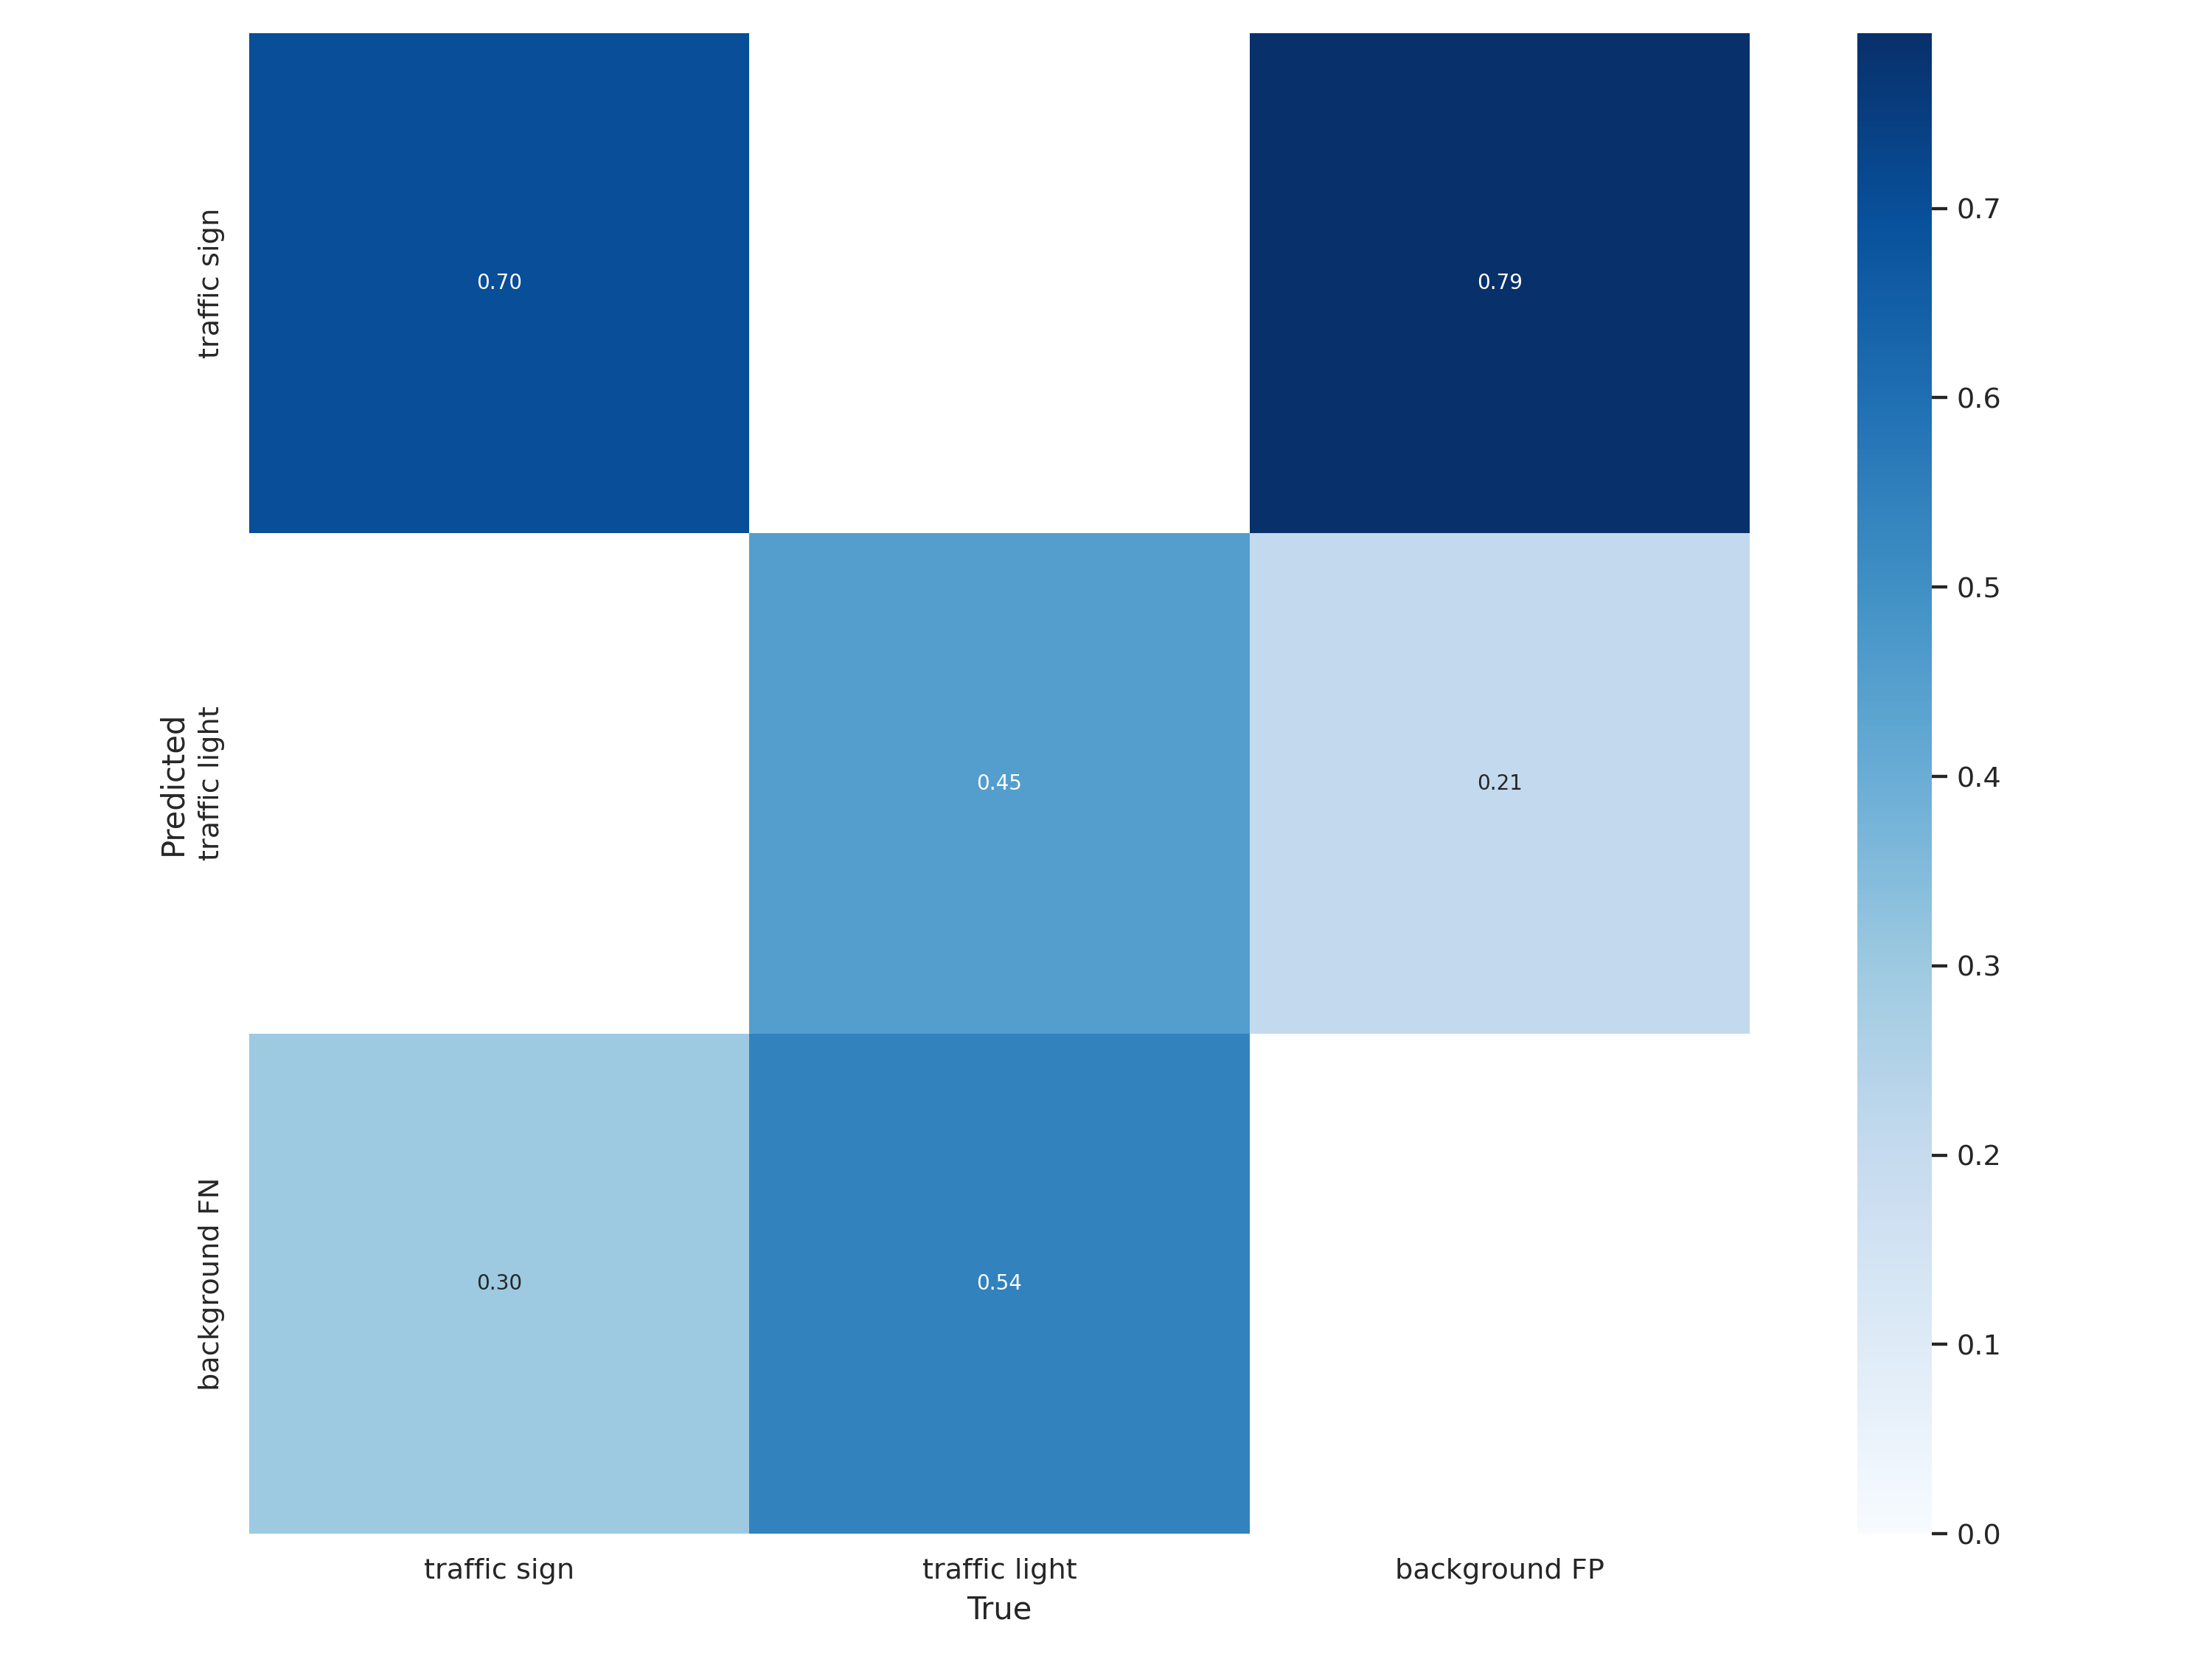 traffic sign
0.70
0.79
Predicted
traffic light
0.45
0.21
background FN
0.30
0.54
traffic sign
traffic light
background FP
True
0.7
0.6
0.5
0.4
0.3
0.2
0.1
0.0